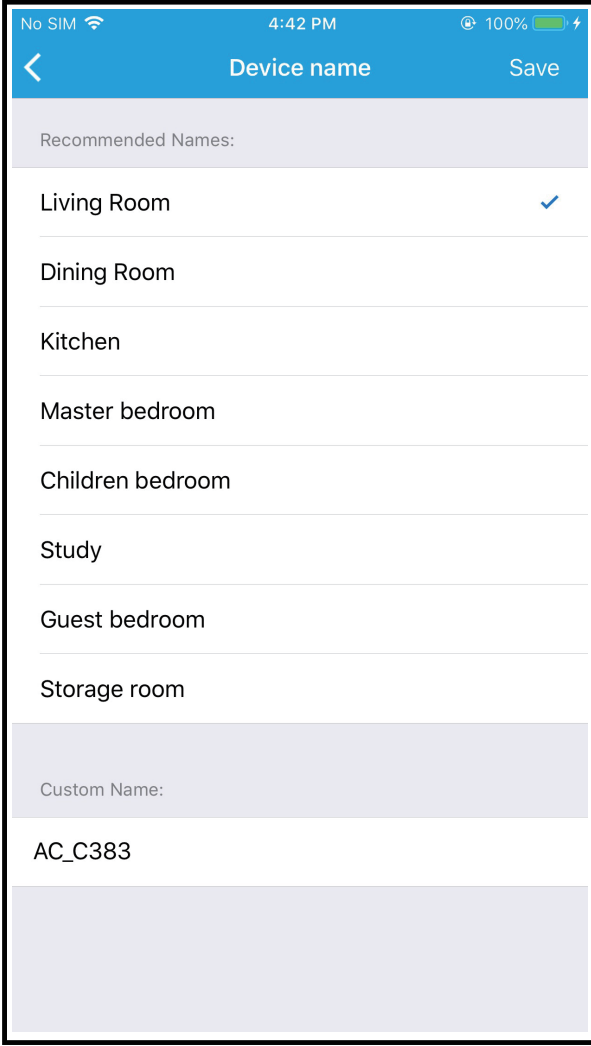 No SIM 4:42 PM 100%
Device name Save
Recommended Names:
Living Room
Dining Room
Kitchen
Master bedroom
Children bedroom
Study
Guest bedroom
Storage room
Custom Name:
AC_C383